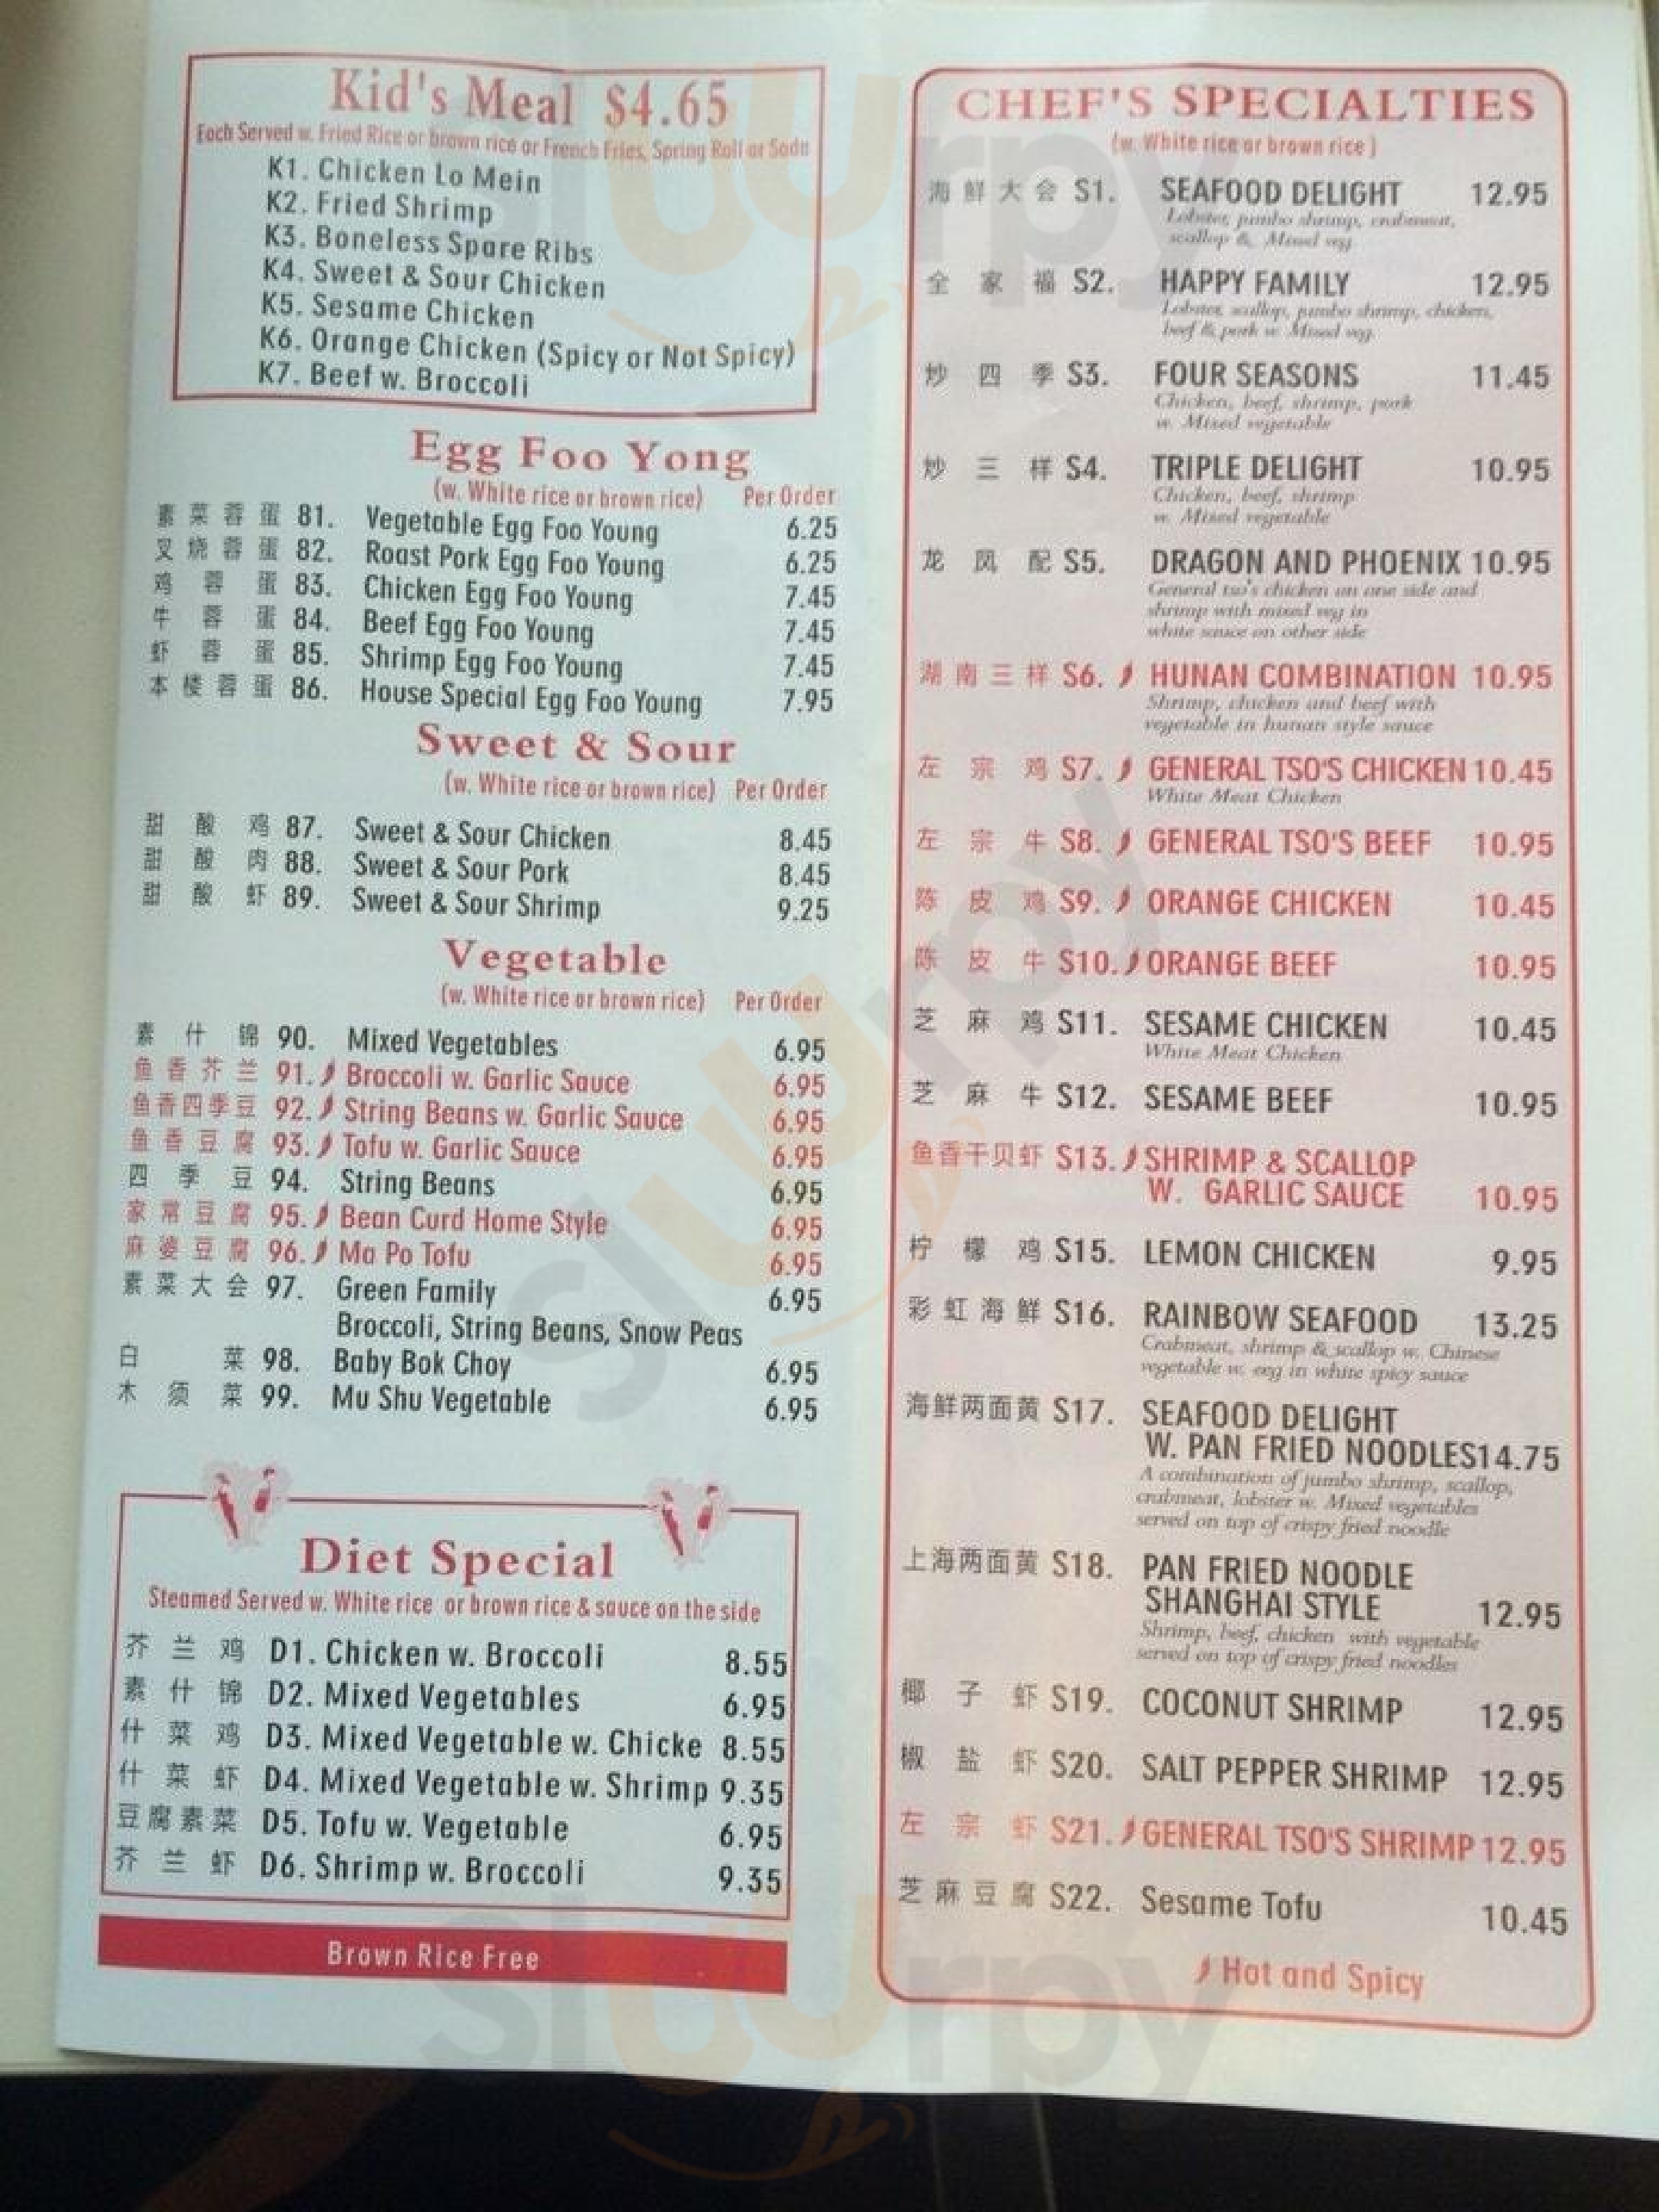 Kid's Meal $4.65
Each Served w. Fried Rice or brown rice or French Fries, Spring Roll or Soda
K1. Chicken Lo Mein
K2. Fried Shrimp
K3. Boneless Spare Ribs
K4. Sweet & Sour Chicken
K5. Sesame Chicken
K6. Orange Chicken (Spicy or Not Spicy)
K7. Beef w. Broccoli
Egg Foo Yong
(w. White rice or brown rice) Per Order
素菜蓉蛋 81. Vegetable Egg Foo Young 6.25
叉烧蓉蛋 82. Roast Pork Egg Foo Young 6.25
鸡蓉蛋 83. Chicken Egg Foo Young 7.45
牛蓉蛋 84. Beef Egg Foo Young 7.45
虾蓉蛋 85. Shrimp Egg Foo Young 7.45
本楼蓉蛋 86. House Special Egg Foo Young 7.95
Sweet & Sour
(w. White rice or brown rice) Per Order
甜酸鸡 87. Sweet & Sour Chicken 8.45
甜酸肉 88. Sweet & Sour Pork 8.45
甜酸虾 89. Sweet & Sour Shrimp 9.25
Vegetable
(w. White rice or brown rice) Per Order
素什锦 90. Mixed Vegetables 6.95
鱼香芥兰 91. Broccoli w. Garlic Sauce 6.95
鱼香四季豆 92. String Beans w. Garlic Sauce 6.95
鱼香豆腐 93. Tofu w. Garlic Sauce 6.95
四季豆 94. String Beans 6.95
家常豆腐 95. Bean Curd Home Style 6.95
麻婆豆腐 96. Ma Po Tofu 6.95
素菜大会 97. Green Family 6.95
Broccoli, String Beans, Snow Peas
白菜 98. Baby Bok Choy 6.95
木须菜 99. Mu Shu Vegetable 6.95
Diet Special
Steamed Served w. White rice or brown rice & sauce on the side
芥兰鸡 D1. Chicken w. Broccoli 8.55
素什锦 D2. Mixed Vegetables 6.95
什菜鸡 D3. Mixed Vegetable w. Chicke 8.55
什菜虾 D4. Mixed Vegetable w. Shrimp 9.35
豆腐素菜 D5. Tofu w. Vegetable 6.95
芥兰虾 D6. Shrimp w. Broccoli 9.35
Brown Rice Free
CHEF'S SPECIALTIES
(w. White rice or brown rice)
海鲜大会 S1. SEAFOOD DELIGHT 12.95
Lobster, jumbo shrimp, crabmeat,
scallop & Mixed veg.
全家福 S2. HAPPY FAMILY 12.95
Lobster, scallop, jumbo shrimp, chicken,
beef & pork w. Mixed veg.
炒四季 S3. FOUR SEASONS 11.45
Chicken, beef, shrimp, pork
w. Mixed vegetable
炒三样 S4. TRIPLE DELIGHT 10.95
Chicken, beef, shrimp
w. Mixed vegetable
龙凤配 S5. DRAGON AND PHOENIX 10.95
General tso's chicken on one side and
shrimp with mixed veg in
white sauce on other side
湖南三样 S6. HUNAN COMBINATION 10.95
Shrimp, chicken and beef with
vegetable in hunan style sauce
左宗鸡 S7. GENERAL TSO'S CHICKEN 10.45
White Meat Chicken
左宗牛 S8. GENERAL TSO'S BEEF 10.95
陈皮鸡 S9. ORANGE CHICKEN 10.45
陈皮牛 S10. ORANGE BEEF 10.95
芝麻鸡 S11. SESAME CHICKEN 10.45
White Meat Chicken
芝麻牛 S12. SESAME BEEF 10.95
鱼香干贝虾 S13. SHRIMP & SCALLOP
W. GARLIC SAUCE 10.95
柠檬鸡 S15. LEMON CHICKEN 9.95
彩虹海鲜 S16. RAINBOW SEAFOOD 13.25
Crabmeat, shrimp & scallop w. Chinese
vegetable w. egg in white spicy sauce
海鲜两面黄 S17. SEAFOOD DELIGHT
W. PAN FRIED NOODLES 14.75
A combination of jumbo shrimp, scallop,
crabmeat, lobster w. Mixed vegetables
served on top of crispy fried noodle
上海两面黄 S18. PAN FRIED NOODLE
SHANGHAI STYLE 12.95
Shrimp, beef, chicken with vegetable
served on top of crispy fried noodles
椰子虾 S19. COCONUT SHRIMP 12.95
椒盐虾 S20. SALT PEPPER SHRIMP 12.95
左宗虾 S21. GENERAL TSO'S SHRIMP 12.95
芝麻豆腐 S22. Sesame Tofu 10.45
Hot and Spicy
slurpy
slurpy
slurpy